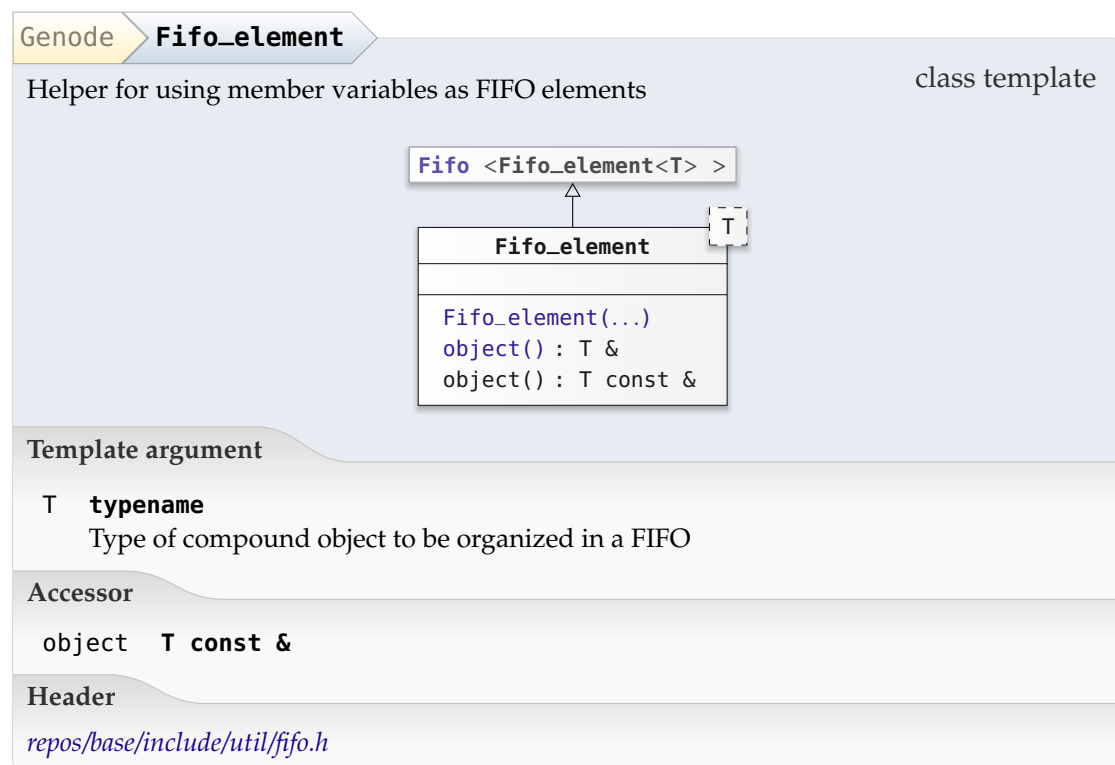 Genode Fifo_element
class template
Helper for using member variables as FIFO elements
Fifo <Fifo_element<T> >
T
Fifo_element
Fifo_element(...)
object() : T &
object() : T const &
Template argument
T typename
Type of compound object to be organized in a FIFO
Accessor
object T const &
Header
repos/base/include/util/fifo.h